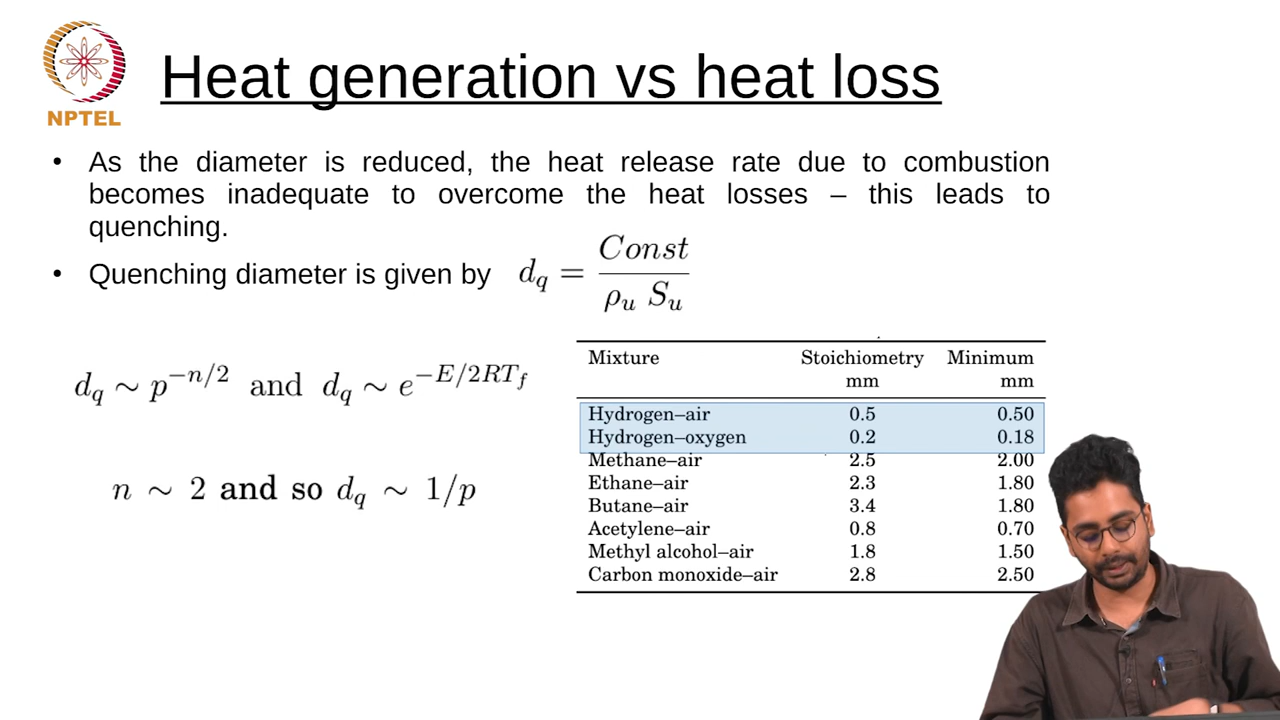 NPTEL
Heat generation vs heat loss
• As the diameter is reduced, the heat release rate due to combustion
becomes inadequate to overcome the heat losses – this leads to
quenching.
• Quenching diameter is given by d_q = Const / ρ_u S_u
d_q ∼ p^{−n/2} and d_q ∼ e^{−E/2RT_f}
n ∼ 2 and so d_q ∼ 1/p
Mixture Stoichiometry Minimum
mm mm
Hydrogen–air 0.5 0.50
Hydrogen–oxygen 0.2 0.18
Methane–air 2.5 2.00
Ethane–air 2.3 1.80
Butane–air 3.4 1.80
Acetylene–air 0.8 0.70
Methyl alcohol–air 1.8 1.50
Carbon monoxide–air 2.8 2.50